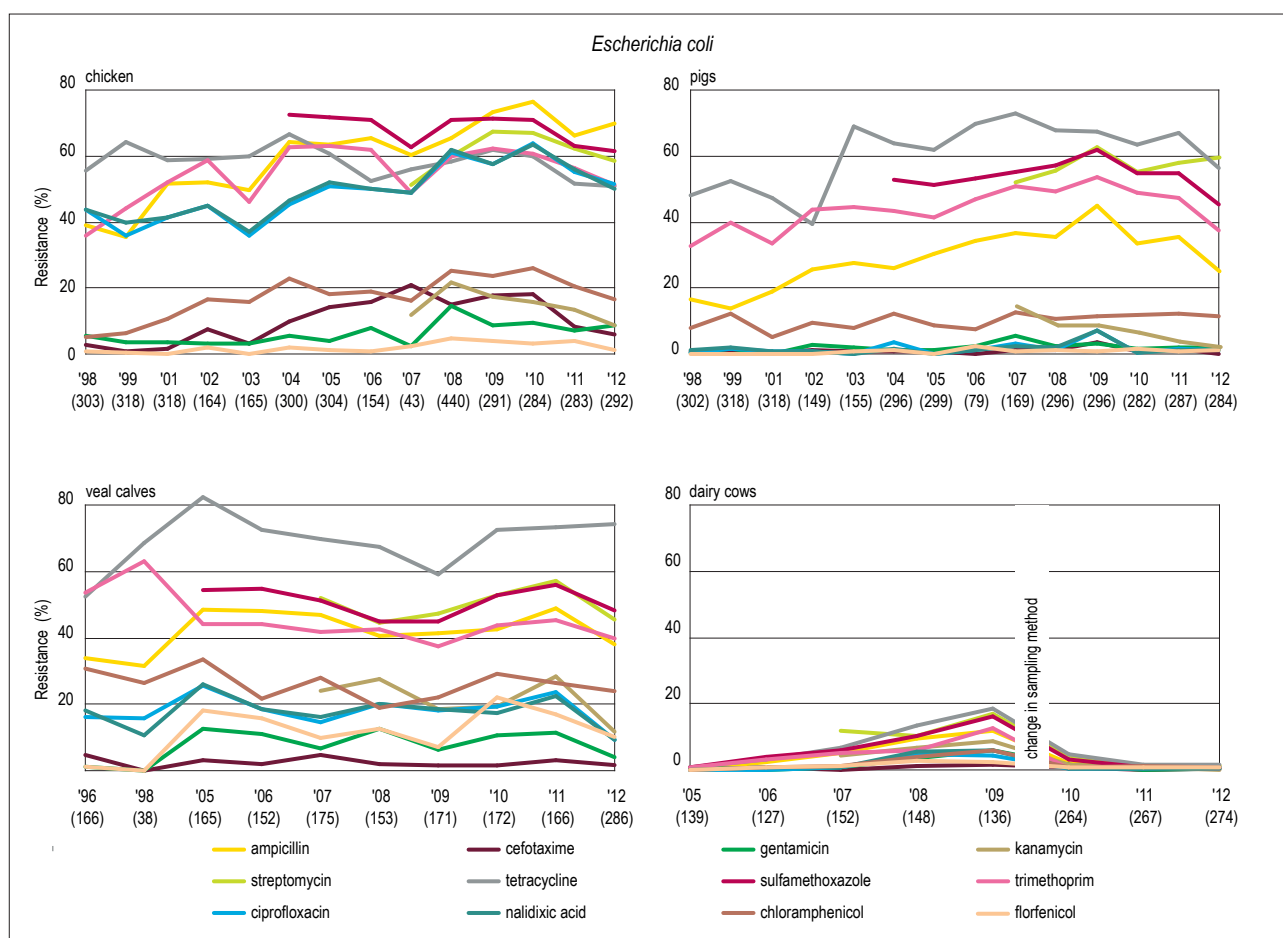 Escherichia coli
chicken
80
60
40
20
0
Resistance (%)
'98 '99 '01 '02 '03 '04 '05 '06 '07 '08 '09 '10 '11 '12
(303) (318) (318) (164) (165) (300) (304) (154) (43) (440) (291) (284) (283) (292)
pigs
80
60
40
20
0
'98 '99 '01 '02 '03 '04 '05 '06 '07 '08 '09 '10 '11 '12
(302) (318) (318) (149) (155) (296) (299) (79) (169) (296) (296) (282) (287) (284)
veal calves
80
60
40
20
Resistance (%)
'96 '98 '05 '06 '07 '08 '09 '10 '11 '12
(166) (38) (165) (152) (175) (153) (171) (172) (166) (286)
dairy cows
80
60
40
20
0
change in sampling method
'05 '06 '07 '08 '09 '10 '11 '12
(139) (127) (152) (148) (136) (264) (267) (274)
ampicillin cefotaxime gentamicin kanamycin
streptomycin tetracycline sulfamethoxazole trimethoprim
ciprofloxacin nalidixic acid chloramphenicol florfenicol